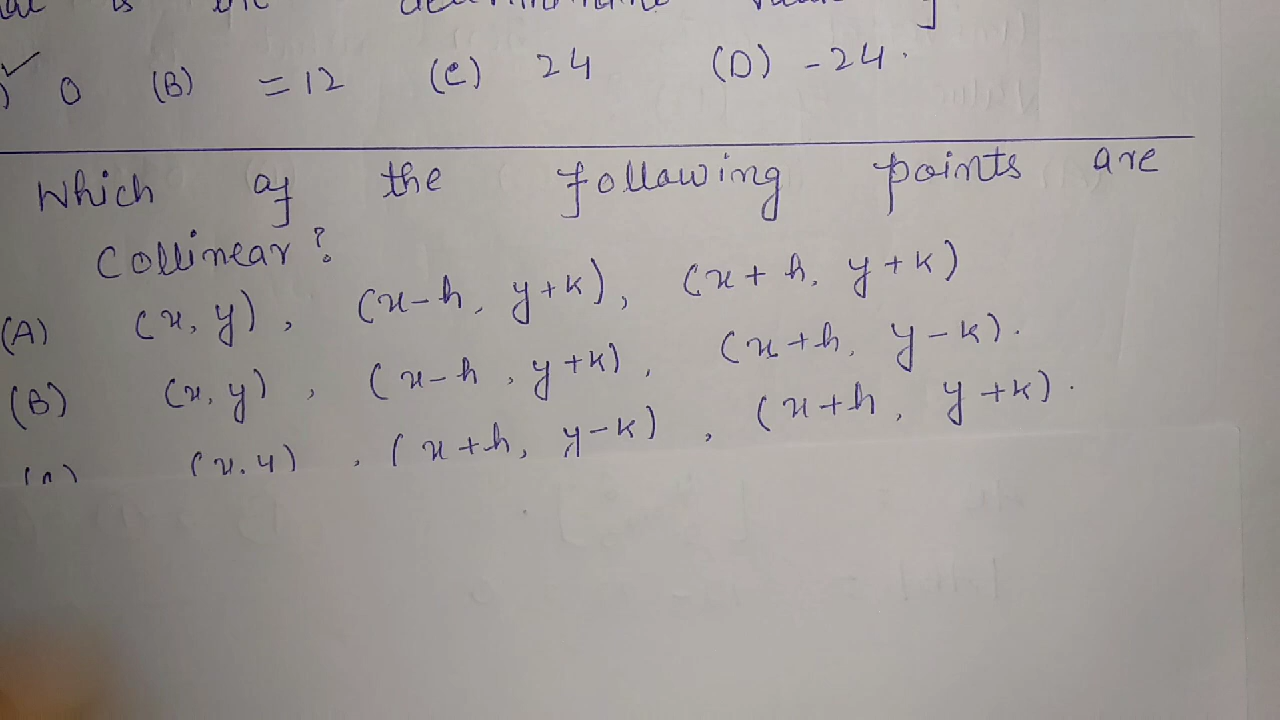 0 (B) = 12 (C) 24 (D) - 24.
Which of the following points are
collinear?
(A) (x, y), (x-h, y+k), (x+h, y+k)
(B) (x, y), (x-h, y+k), (x+h, y-k).
(x, y), (x+h, y-k), (x+h, y+k).